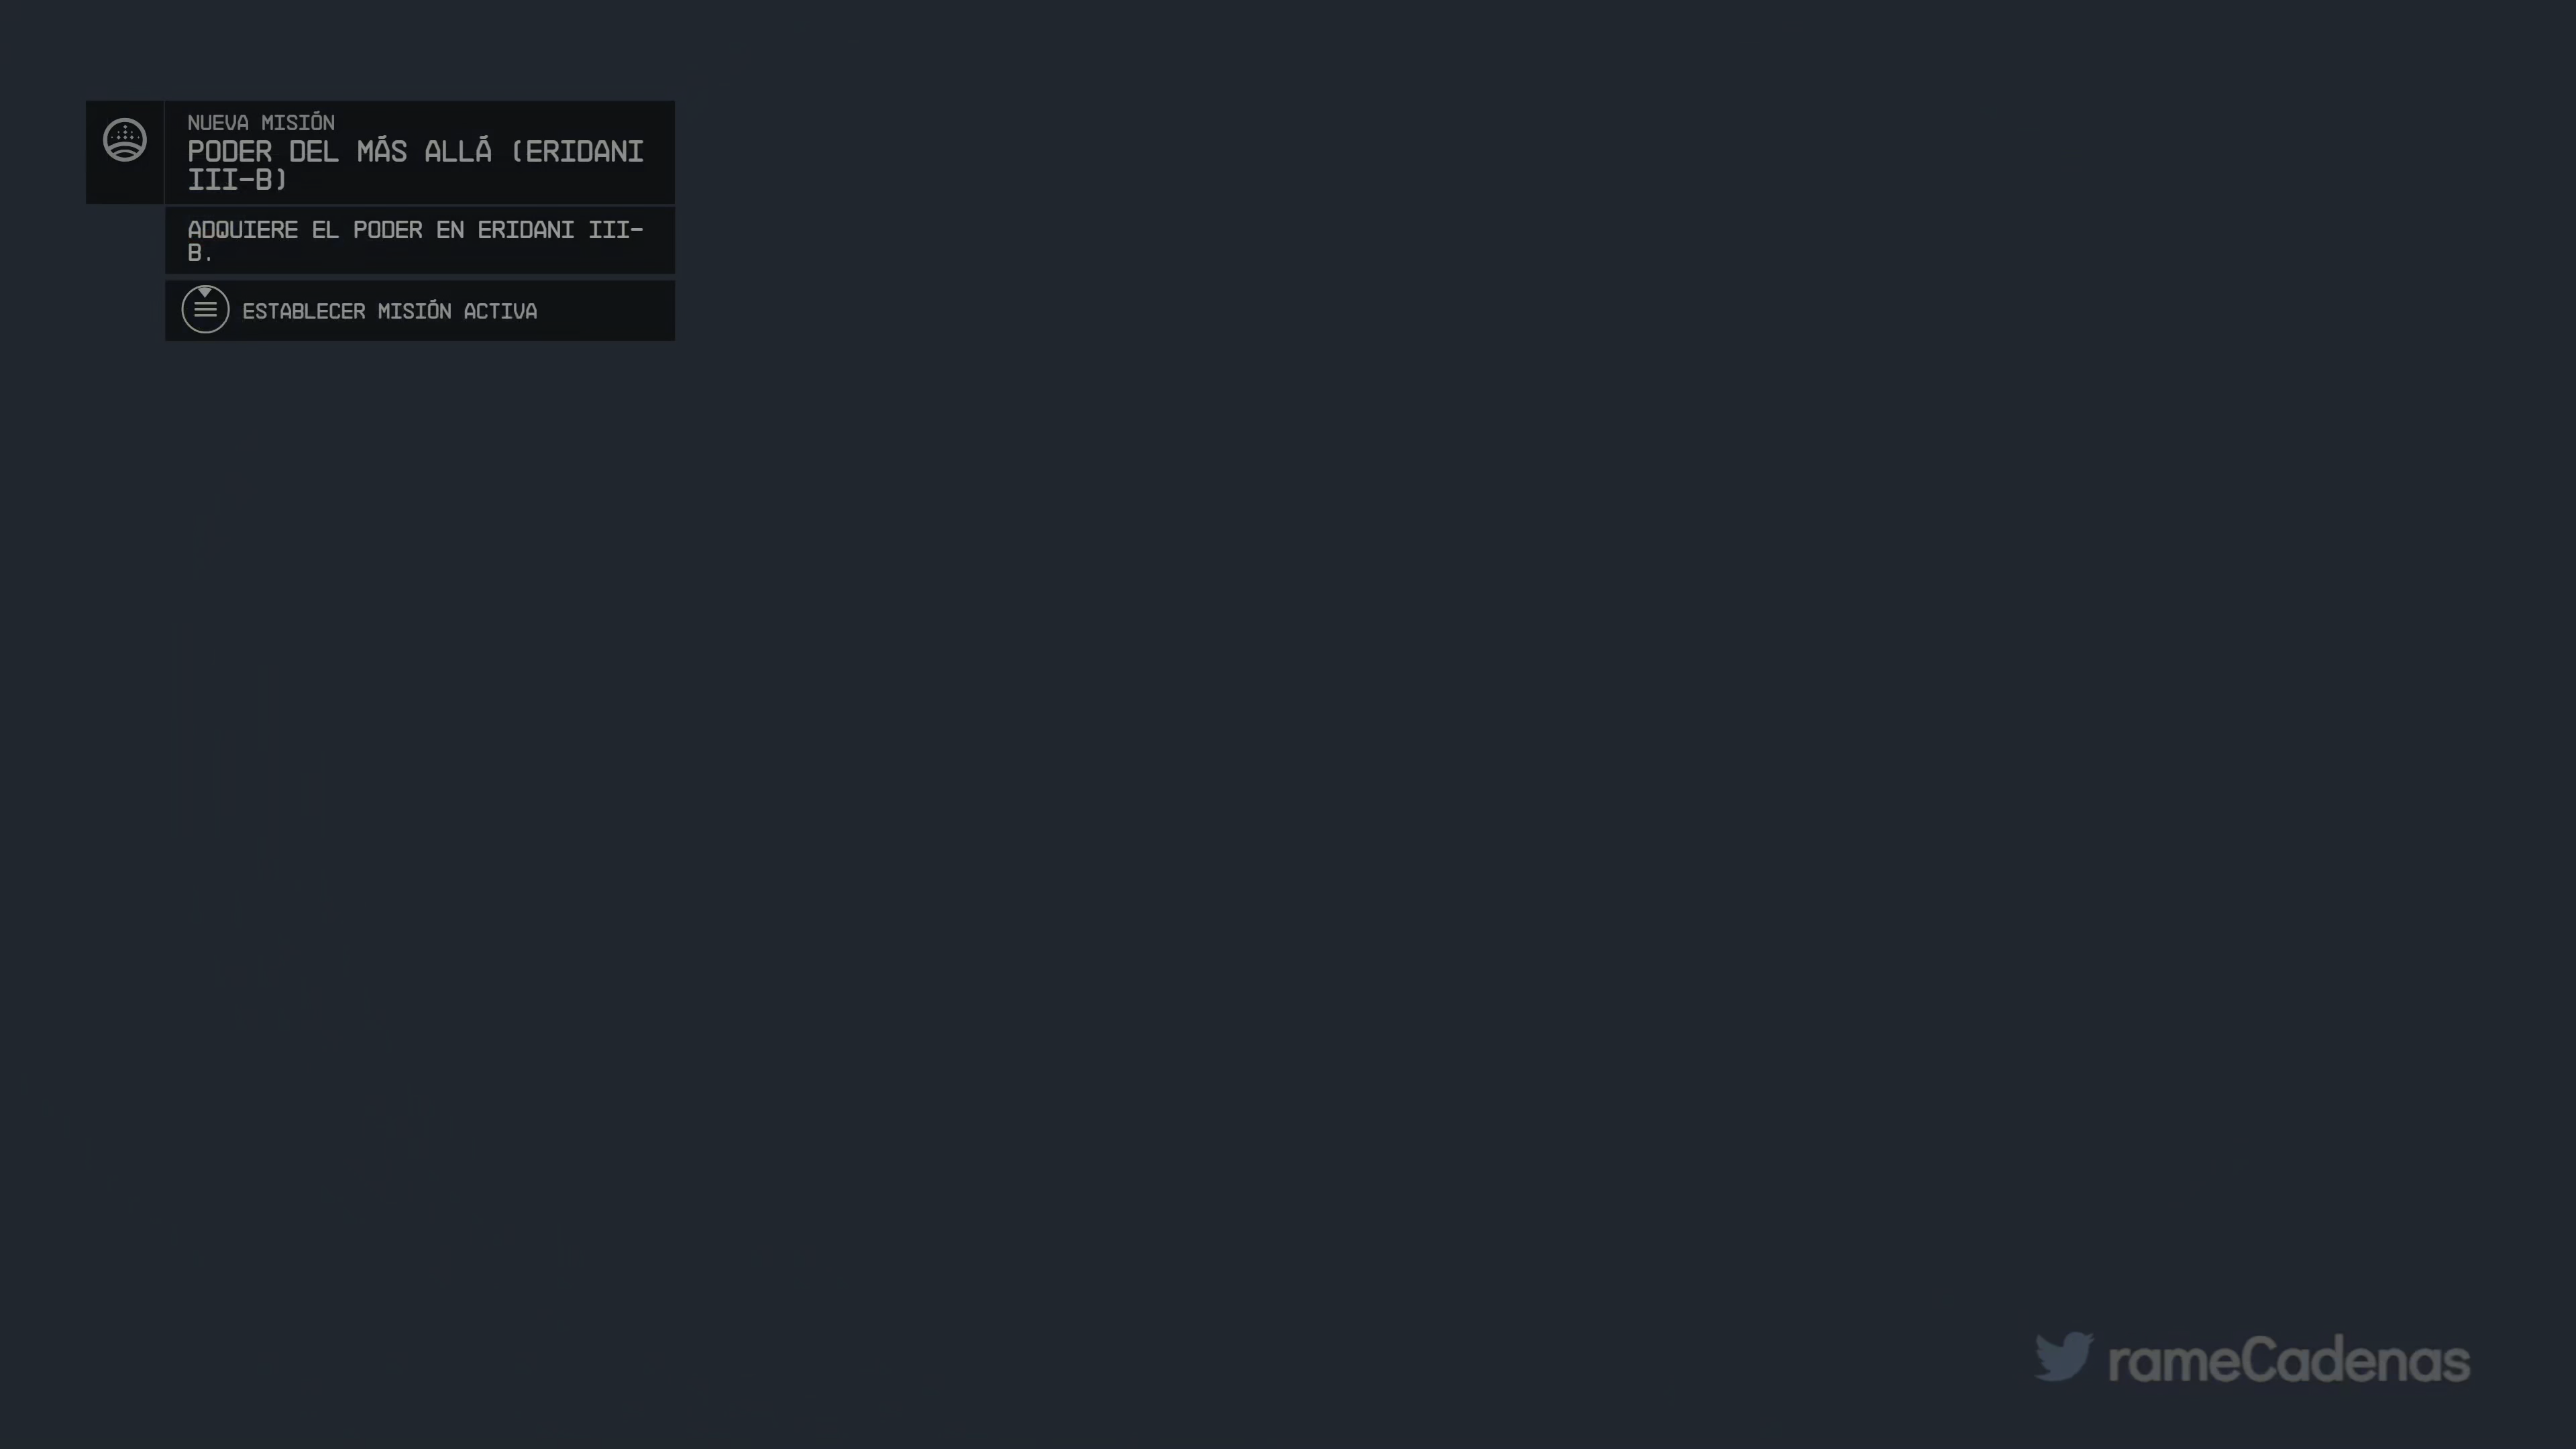 NUEVA MISIÓN
PODER DEL MÁS ALLÁ (ERIDANI
III-B)
ADQUIERE EL PODER EN ERIDANI III-
B.
ESTABLECER MISIÓN ACTIVA
rameCadenas